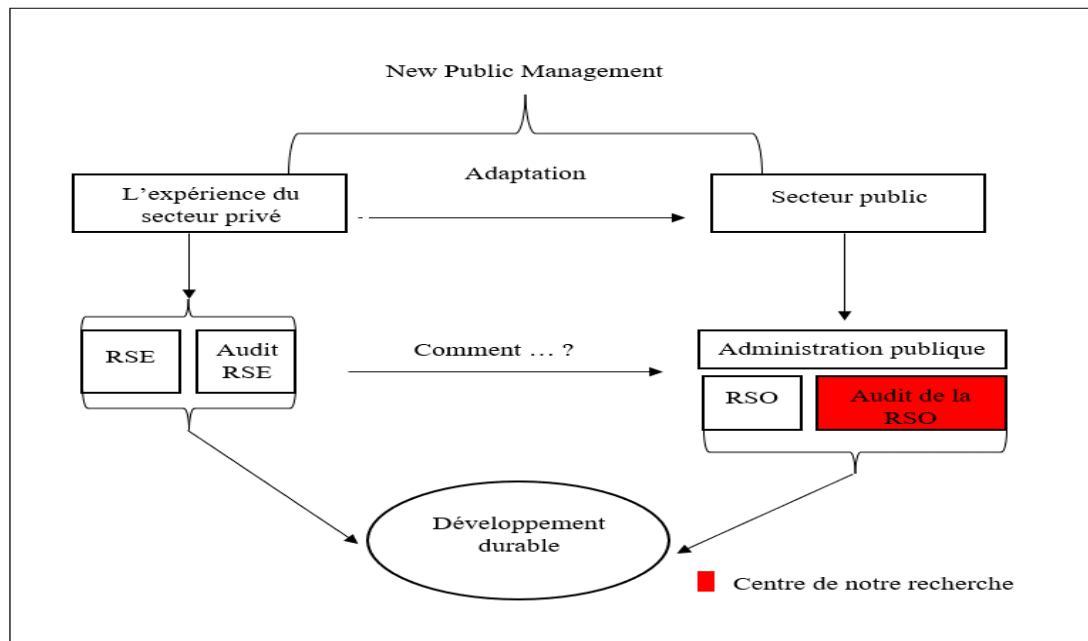 New Public Management
Adaptation
L'expérience du
secteur privé
Secteur public
RSE
Audit
RSE
Comment … ?
Administration publique
RSO
Audit de la
RSO
Développement
durable
Centre de notre recherche